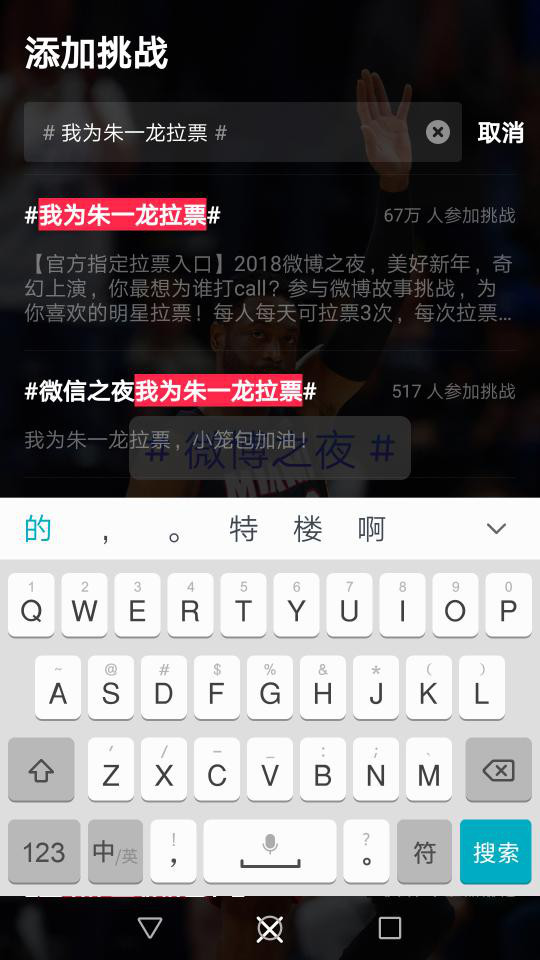 添加挑战
# 我为朱一龙拉票 #
取消
#我为朱一龙拉票#
67万 人参加挑战
【官方指定拉票入口】2018微博之夜，美好新年，奇
幻上演，你最想为谁打call？参与微博故事挑战，为
你喜欢的明星拉票！每人每天可拉票3次，每次拉票...
#微信之夜我为朱一龙拉票#
517 人参加挑战
我为朱一龙拉票，小笼包加油！
# 微博之夜 #
的 ， 。 特 楼 啊
1 2 3 4 5 6 7 8 9 0
Q W E R T Y U I O P
~ @ # $ % & * ( )
A S D F G H J K L
′ / － _ : ; 、
Z X C V B N M
! ?
123 中/英 ， 。 符 搜索